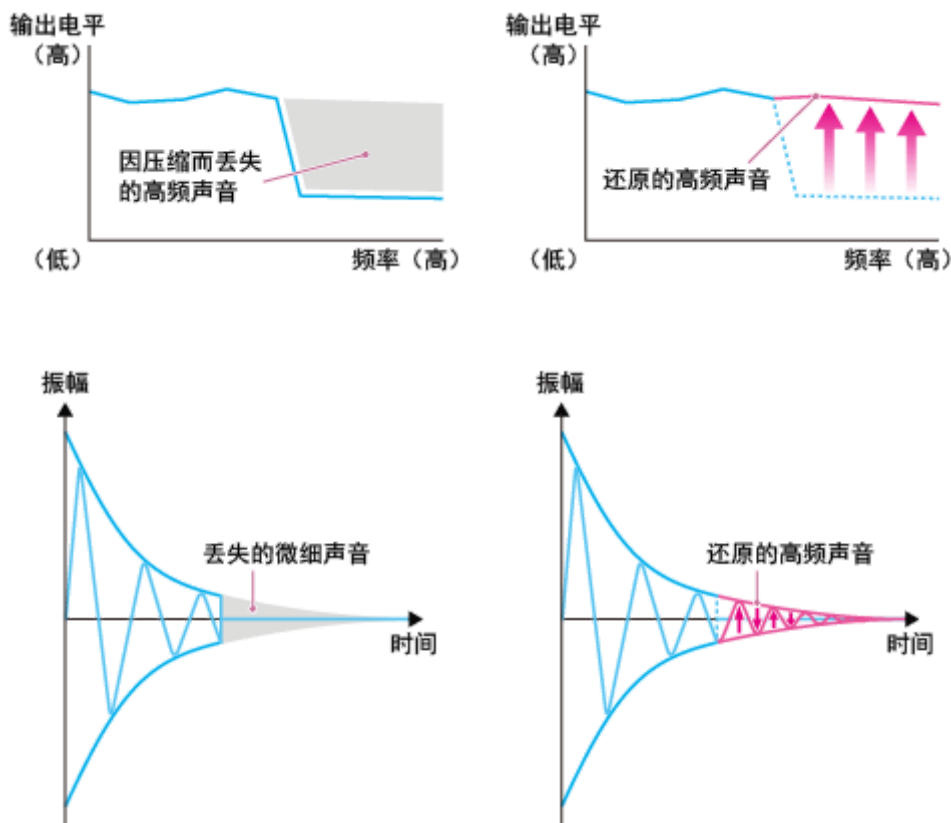 输出电平
（高）
因压缩而丢失
的高频声音
（低）
频率（高）
输出电平
（高）
还原的高频声音
（低）
频率（高）
振幅
丢失的微细声音
时间
振幅
还原的高频声音
时间